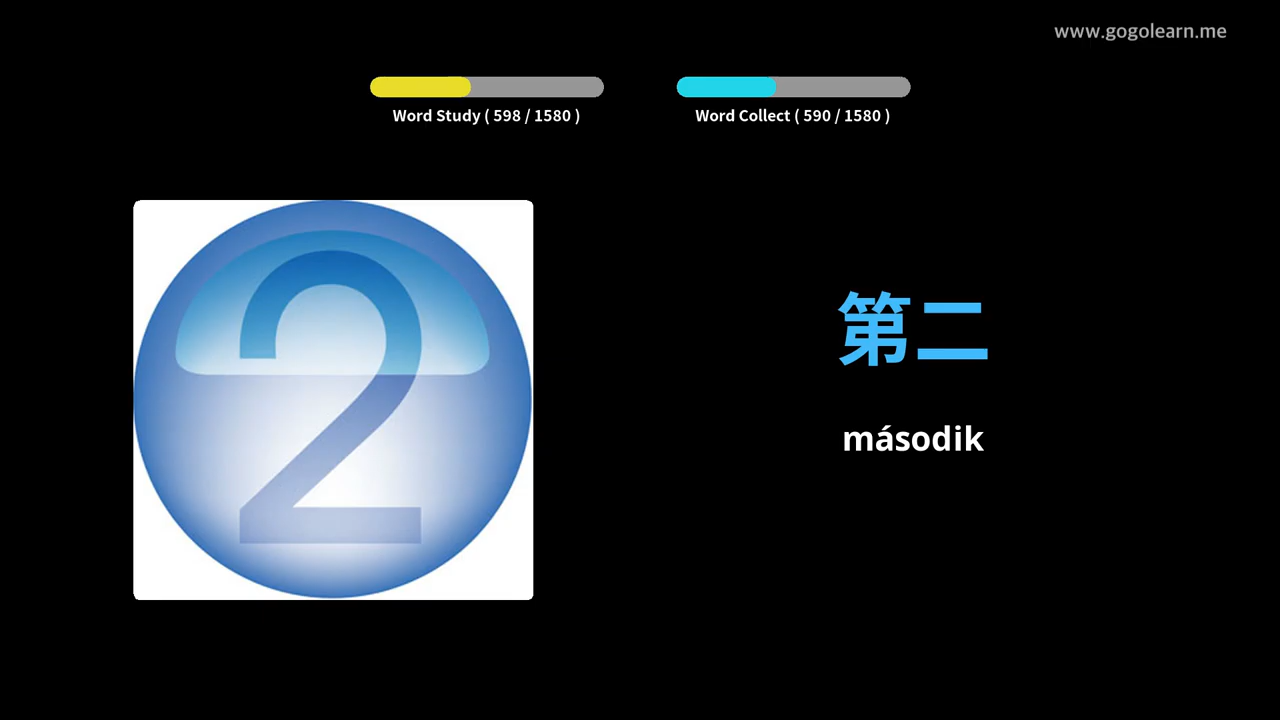 www.gogolearn.me
Word Study ( 598 / 1580 )
Word Collect ( 590 / 1580 )
2
第二
második